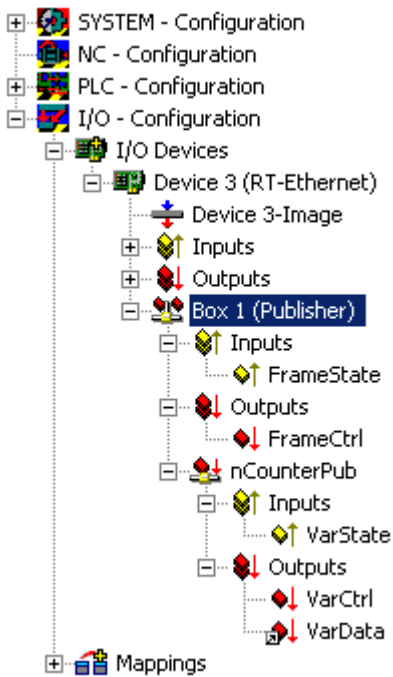 SYSTEM - Configuration
NC - Configuration
PLC - Configuration
I/O - Configuration
I/O Devices
Device 3 (RT-Ethernet)
Device 3-Image
Inputs
Outputs
Box 1 (Publisher)
Inputs
FrameState
Outputs
FrameCtrl
nCounterPub
Inputs
VarState
Outputs
VarCtrl
VarData
Mappings